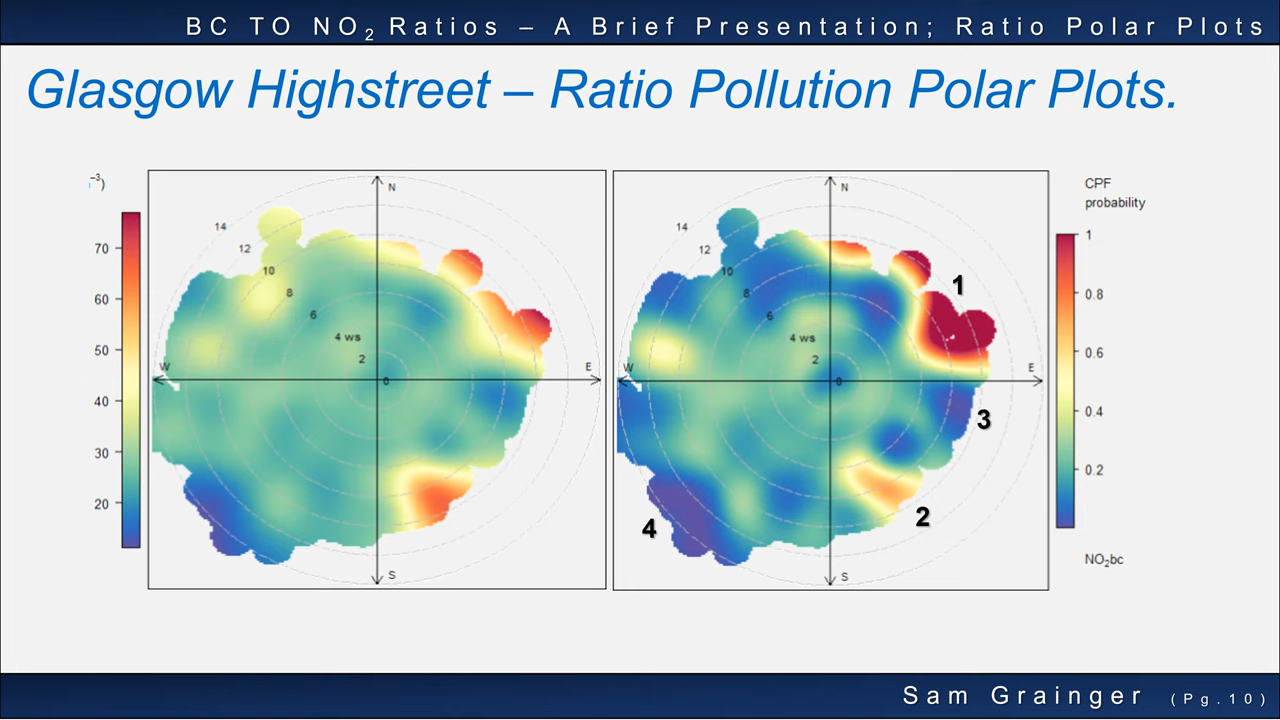 BC TO NO₂ Ratios – A Brief Presentation; Ratio Polar Plots
Glasgow Highstreet – Ratio Pollution Polar Plots.
⁻³)
70
60
50
40
30
20
N
14
12
10
8
6
4 ws
2
0
W
E
S
N
14
12
10
8
6
4 ws
2
0
W
E
S
1
3
2
4
CPF
probability
1
0.8
0.6
0.4
0.2
NO₂bc
Sam Grainger (Pg.10)